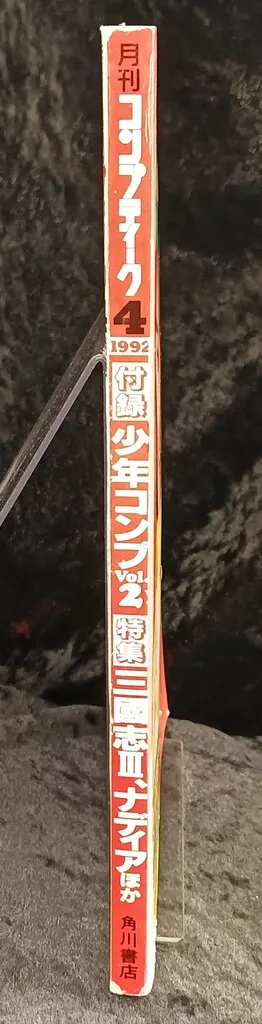 月刊
コンプティーク
4
1992
付録
少年コンプ
Vol.2
特集
三國志III、ナディアほか
角川書店